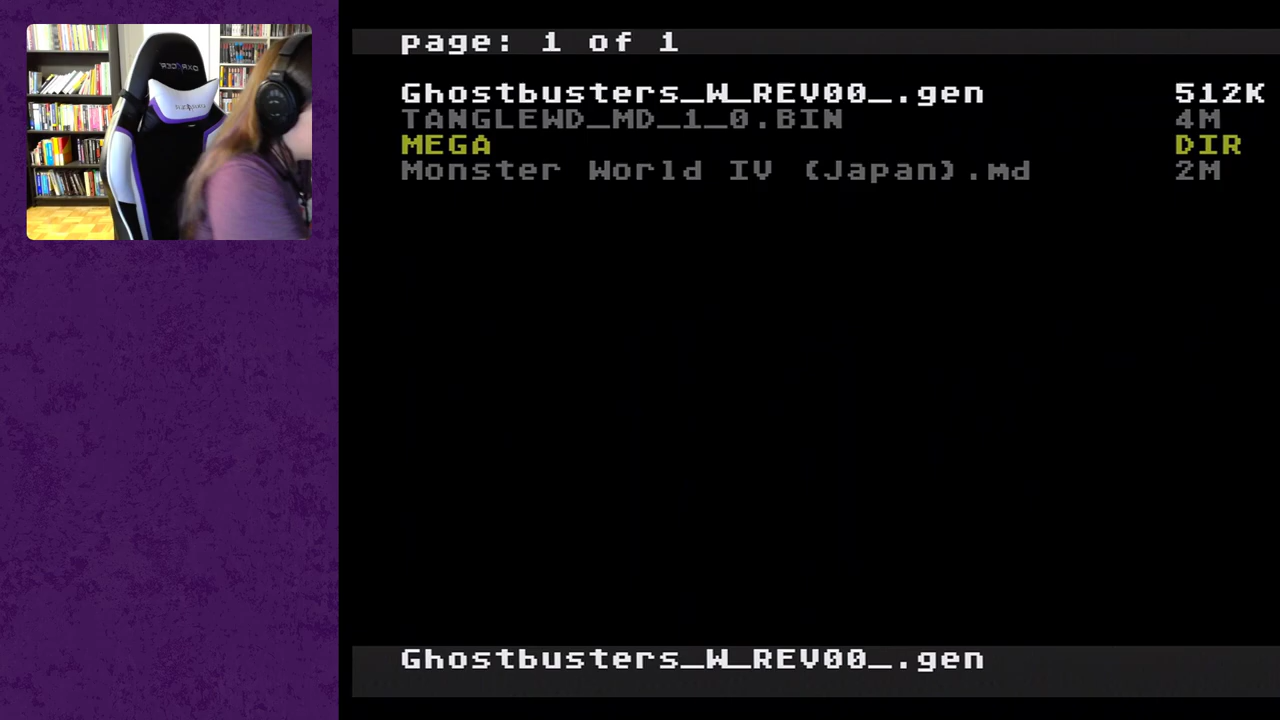 page: 1 of 1
Ghostbusters_W_REV00_.gen 512K
TANGLEWD_MD_1_0.BIN 4M
MEGA DIR
Monster World IV (Japan).md 2M
Ghostbusters_W_REV00_.gen